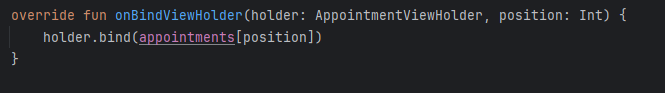 override fun onBindViewHolder(holder: AppointmentViewHolder, position: Int) {
    holder.bind(appointments[position])
}